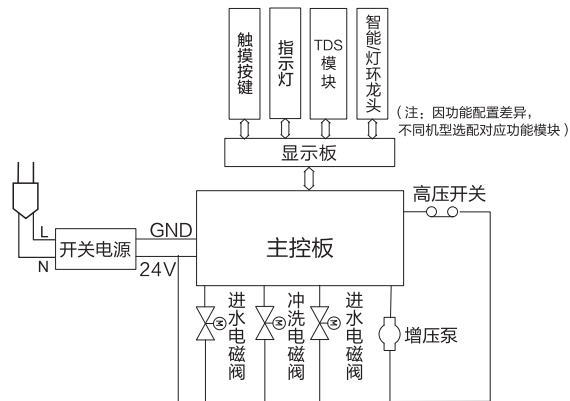 触摸按键
指示灯
TDS
模块
智能/灯环龙头
(注：因功能配置差异，
不同机型选配对应功能模块)
显示板
高压开关
L
N
开关电源
GND
24V
主控板
进水电磁阀
M
冲洗电磁阀
M
进水电磁阀
M
增压泵